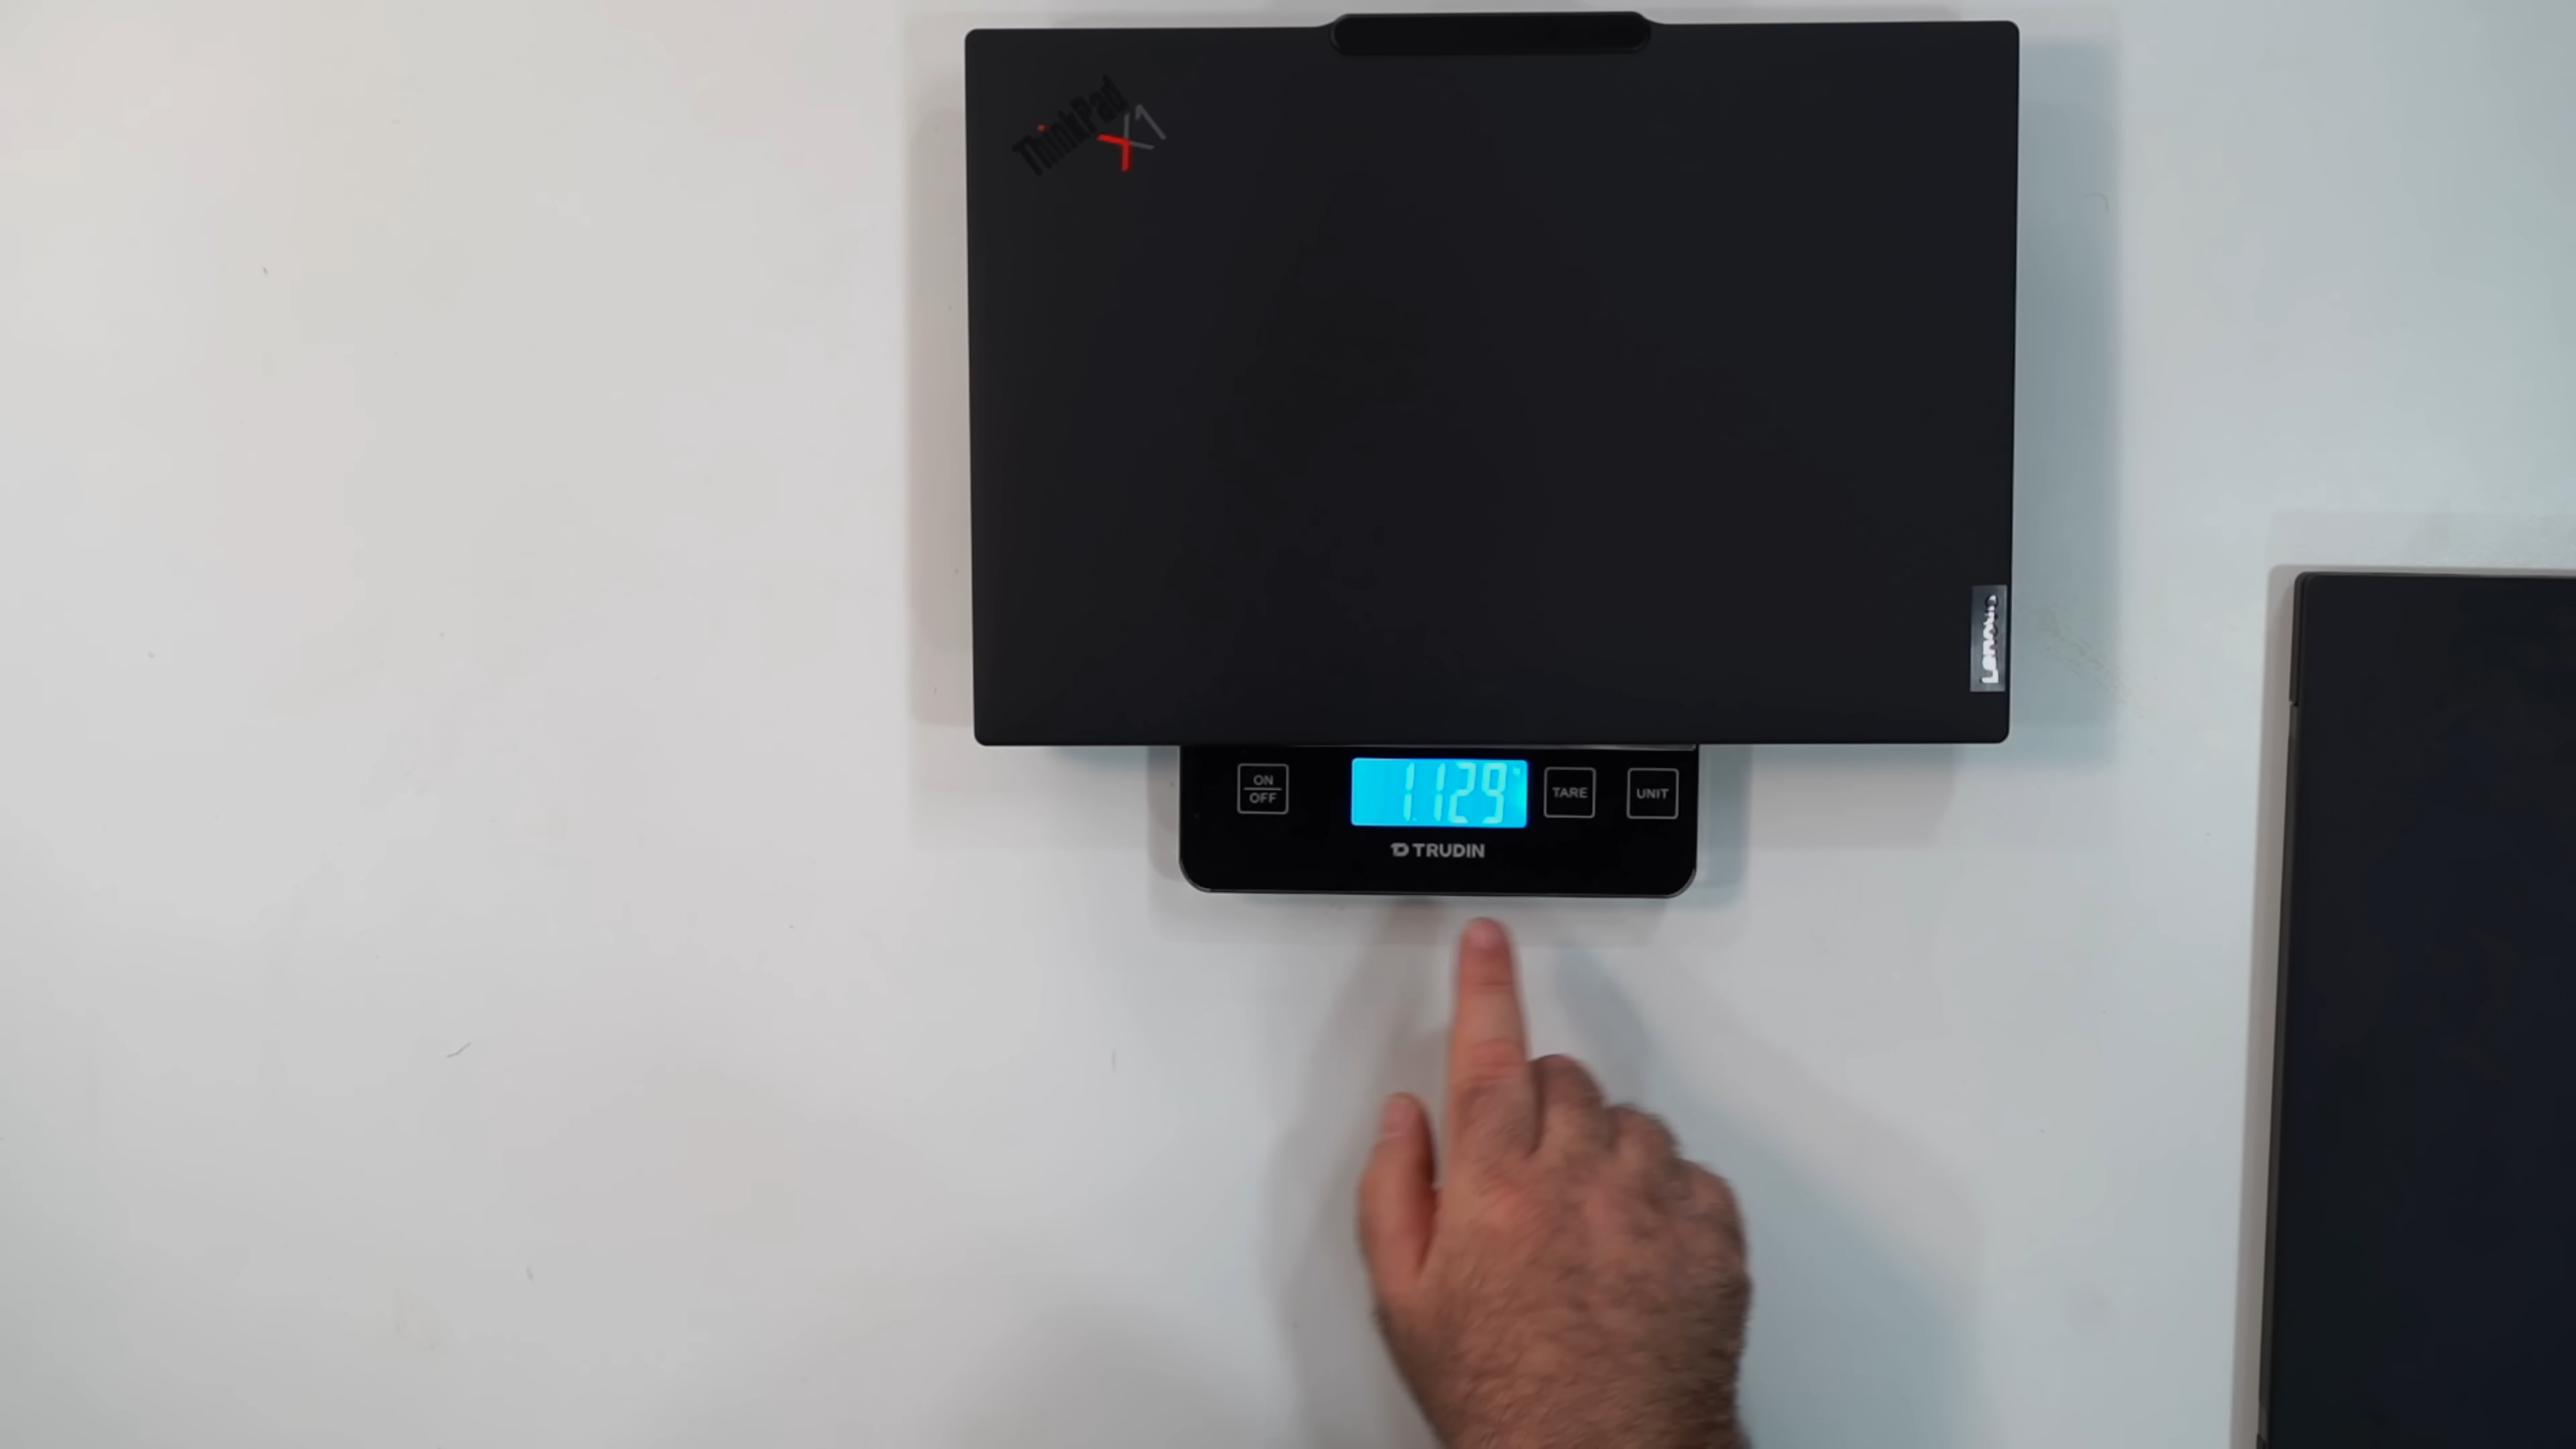 ThinkPad
X1
Lenovo
ON
OFF
1.129
TARE
UNIT
TRUDIN